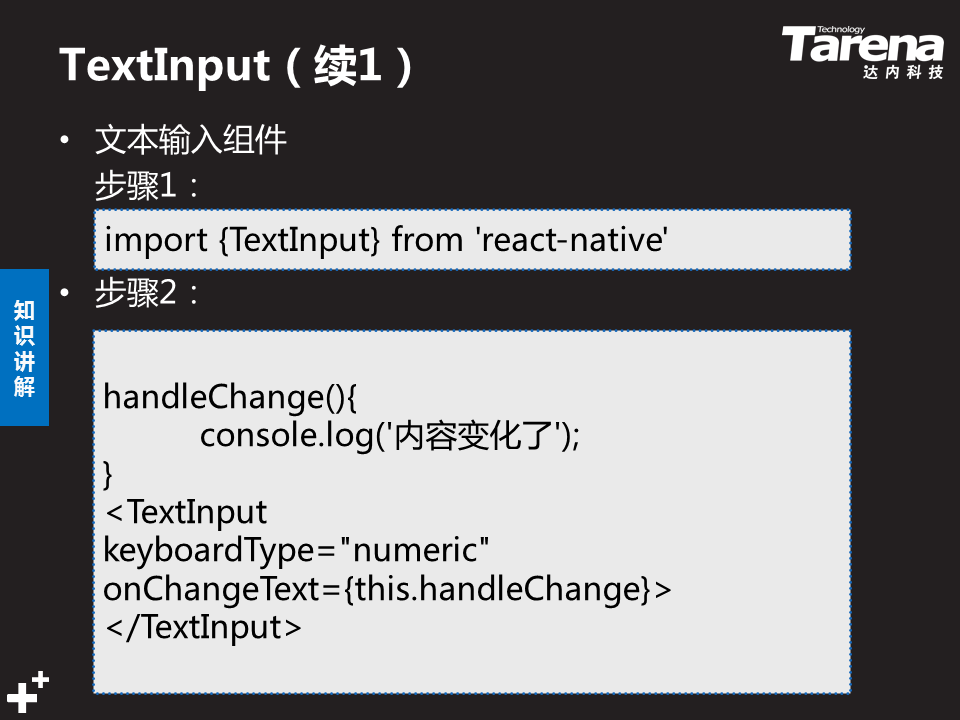 TextInput（续1）
Technology
Tarena
达内科技
• 文本输入组件
步骤1：
import {TextInput} from 'react-native'
• 步骤2：
知识讲解
handleChange(){
console.log('内容变化了');
}
<TextInput
keyboardType="numeric"
onChangeText={this.handleChange}>
</TextInput>